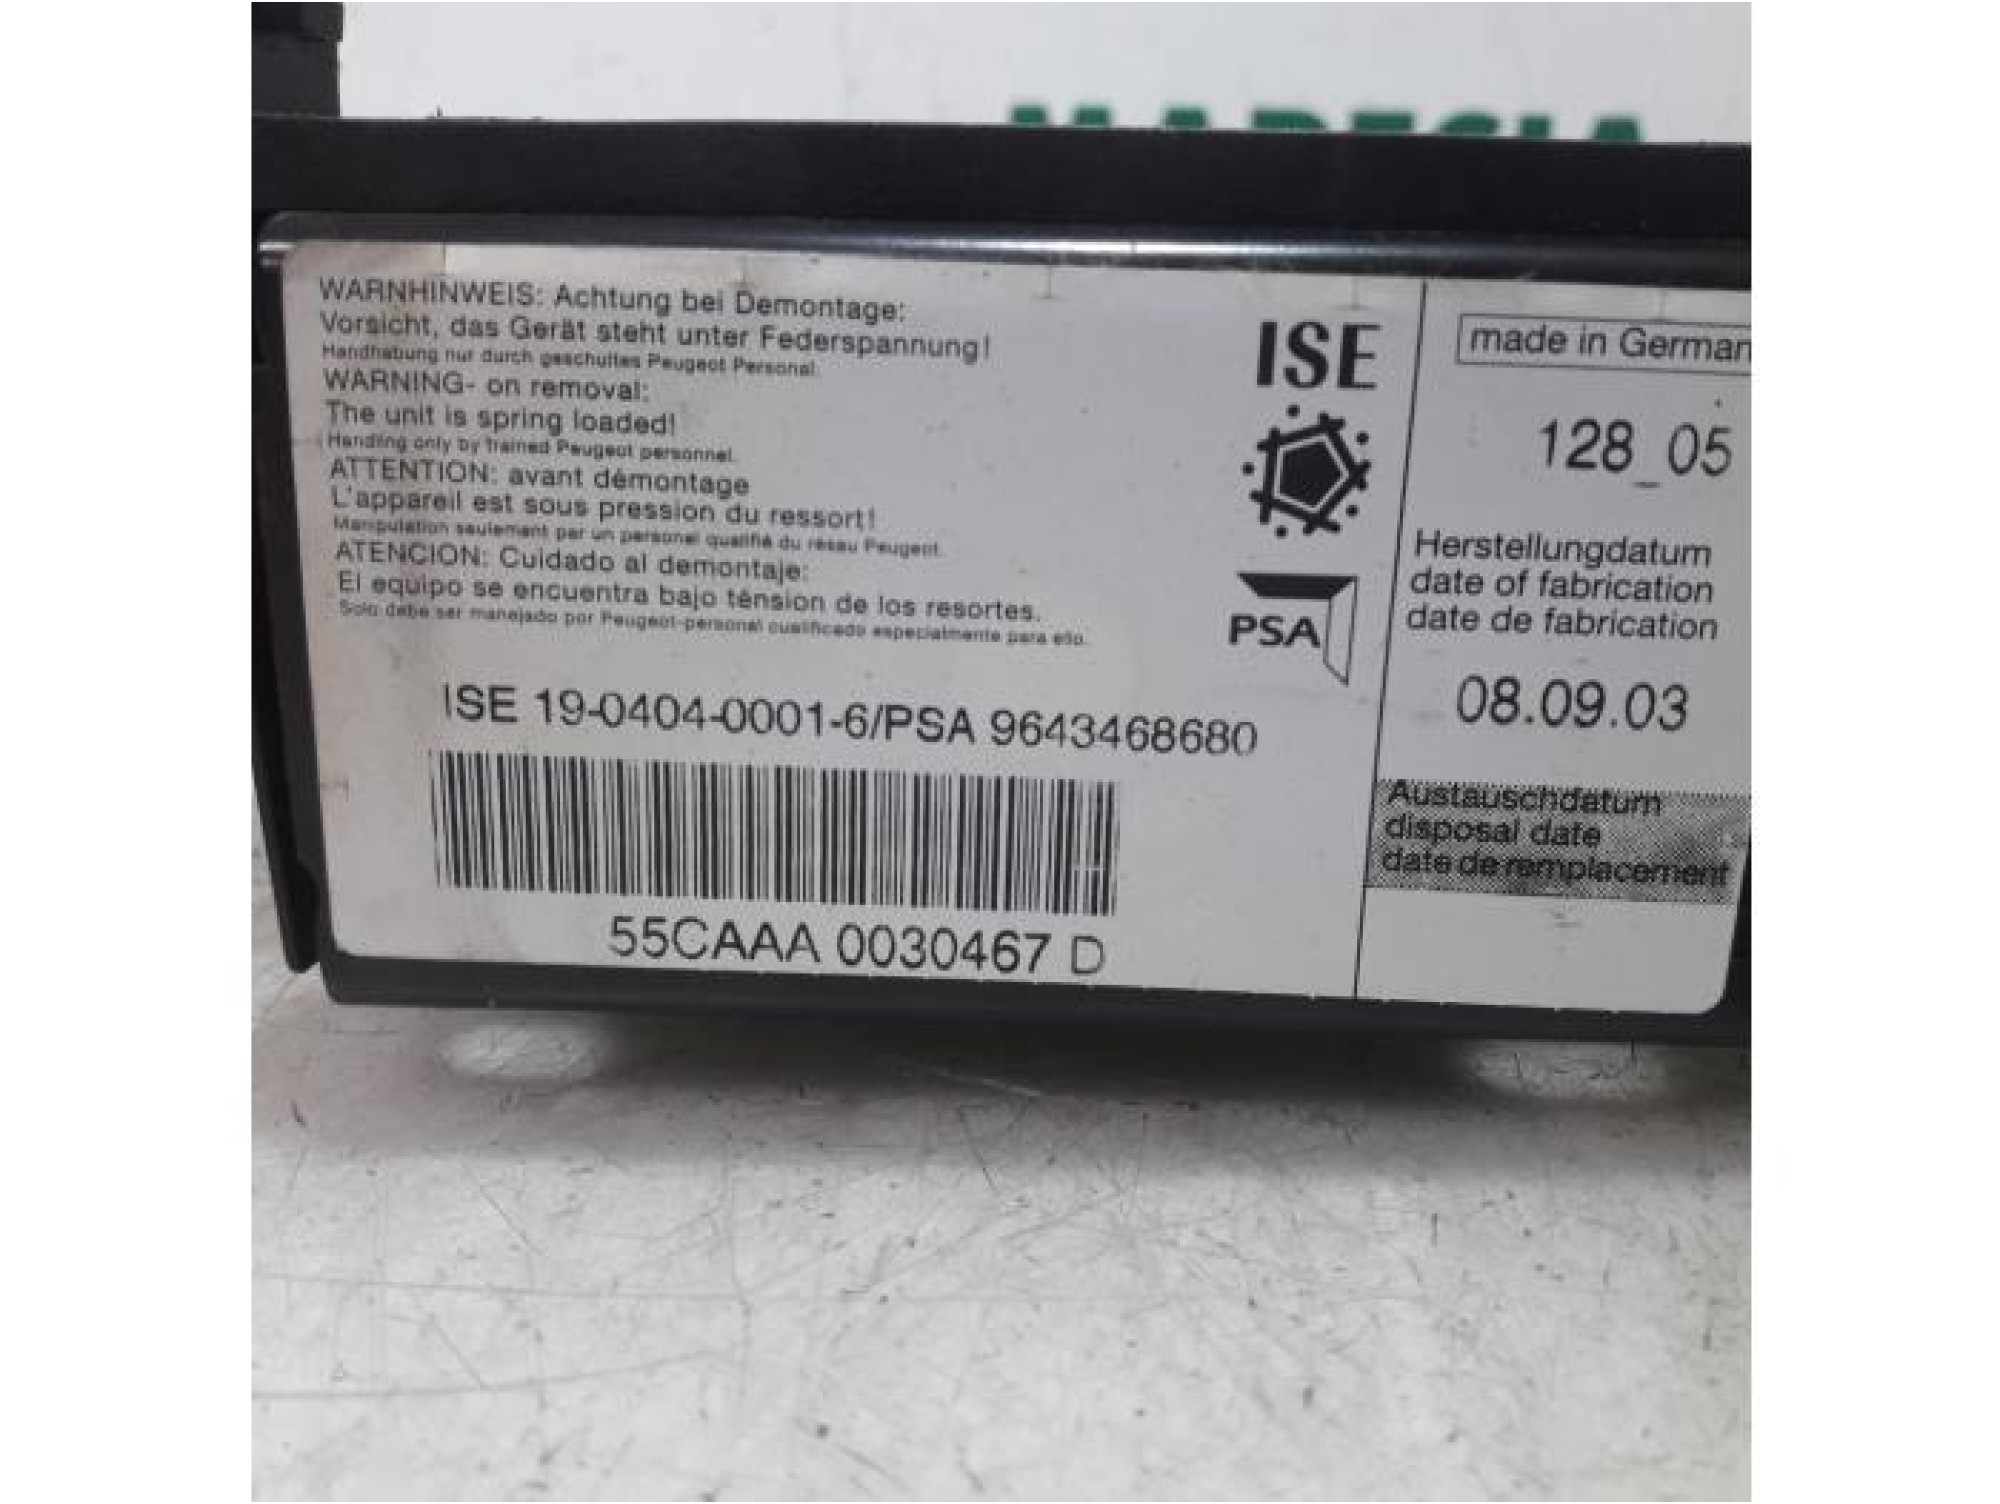 WARNHINWEIS: Achtung bei Demontage:
Vorsicht, das Gerät steht unter Federspannung!
Handhabung nur durch geschultes Peugeot Personal.
WARNING- on removal:
The unit is spring loaded!
Handling only by trained Peugeot personnel.
ATTENTION: avant démontage
L'appareil est sous pression du ressort!
Manipulation seulement par un personal qualifié du réseau Peugeot.
ATENCION: Cuidado al demontaje:
El equipo se encuentra bajo ténsion de los resortes.
Solo debe ser manejado por Peugeot-personal cualificado especialmente para ello.
ISE
PSA
ISE 19-0404-0001-6/PSA 9643468680
55CAAA 0030467 D
made in German
128_05
Herstellungdatum
date of fabrication
date de fabrication
08.09.03
Austauschdatum
disposal date
date de remplacement